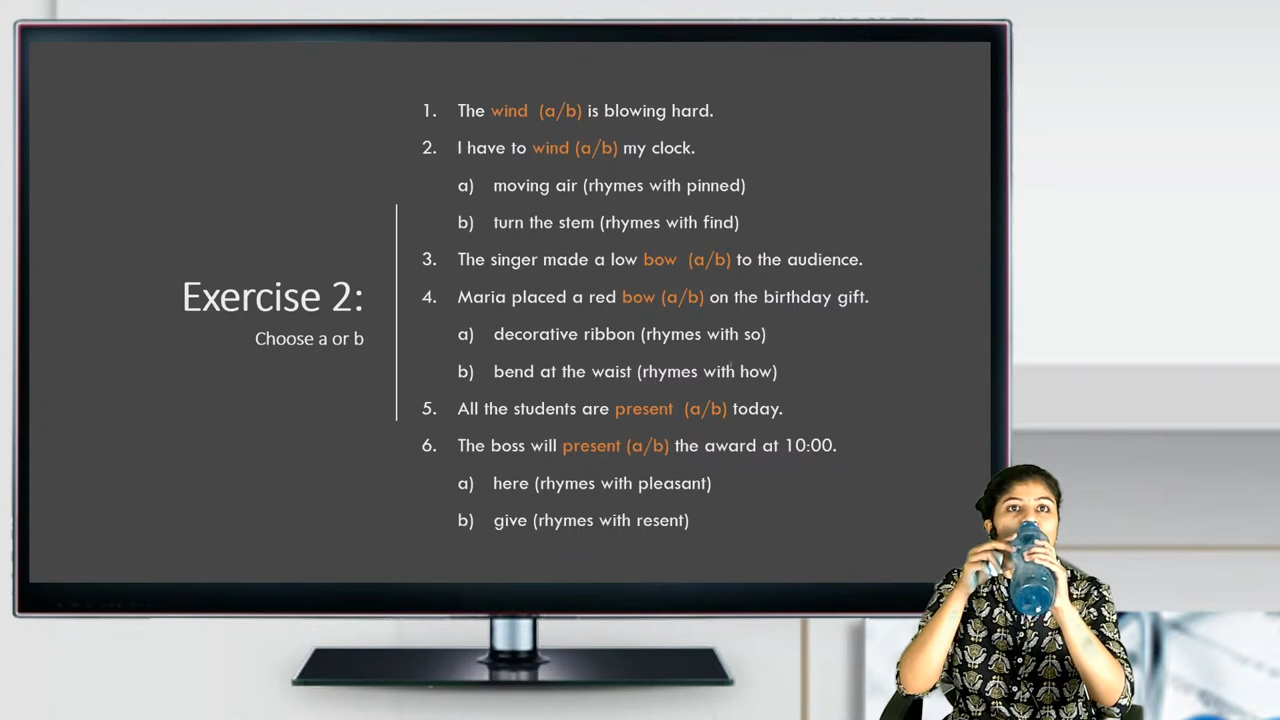 1. The wind (a/b) is blowing hard.
2. I have to wind (a/b) my clock.
a) moving air (rhymes with pinned)
b) turn the stem (rhymes with find)
3. The singer made a low bow (a/b) to the audience.
4. Maria placed a red bow (a/b) on the birthday gift.
a) decorative ribbon (rhymes with so)
b) bend at the waist (rhymes with how)
5. All the students are present (a/b) today.
6. The boss will present (a/b) the award at 10:00.
a) here (rhymes with pleasant)
b) give (rhymes with resent)
Exercise 2:
Choose a or b